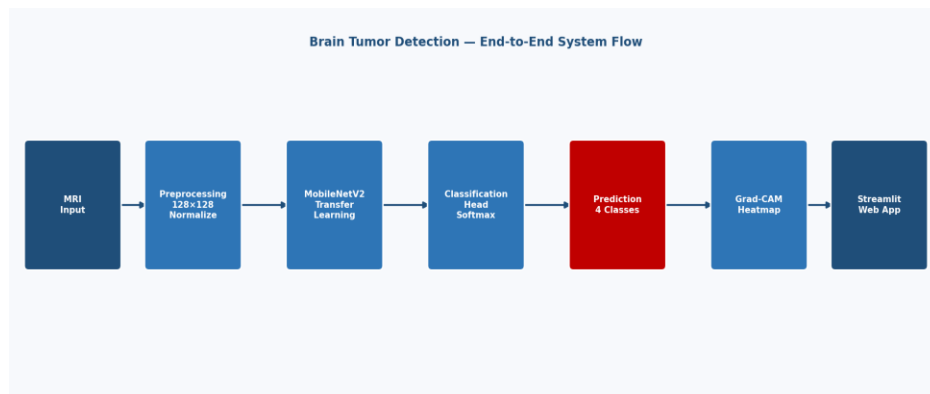 Brain Tumor Detection — End-to-End System Flow
MRI
Input
Preprocessing
128×128
Normalize
MobileNetV2
Transfer
Learning
Classification
Head
Softmax
Prediction
4 Classes
Grad-CAM
Heatmap
Streamlit
Web App